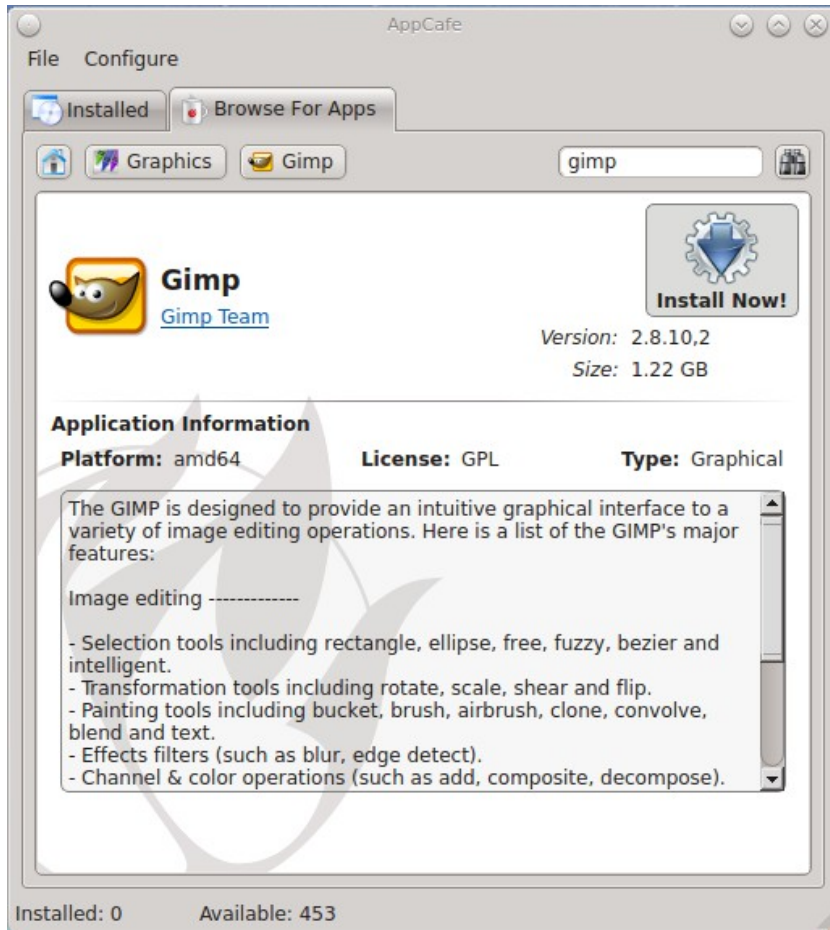 AppCafe
File Configure
Installed Browse For Apps
Graphics Gimp gimp
Gimp
Gimp Team
Install Now!
Version: 2.8.10,2
Size: 1.22 GB
Application Information
Platform: amd64 License: GPL Type: Graphical
The GIMP is designed to provide an intuitive graphical interface to a
variety of image editing operations. Here is a list of the GIMP's major
features:
Image editing -------------
- Selection tools including rectangle, ellipse, free, fuzzy, bezier and
intelligent.
- Transformation tools including rotate, scale, shear and flip.
- Painting tools including bucket, brush, airbrush, clone, convolve,
blend and text.
- Effects filters (such as blur, edge detect).
- Channel & color operations (such as add, composite, decompose).
Installed: 0 Available: 453